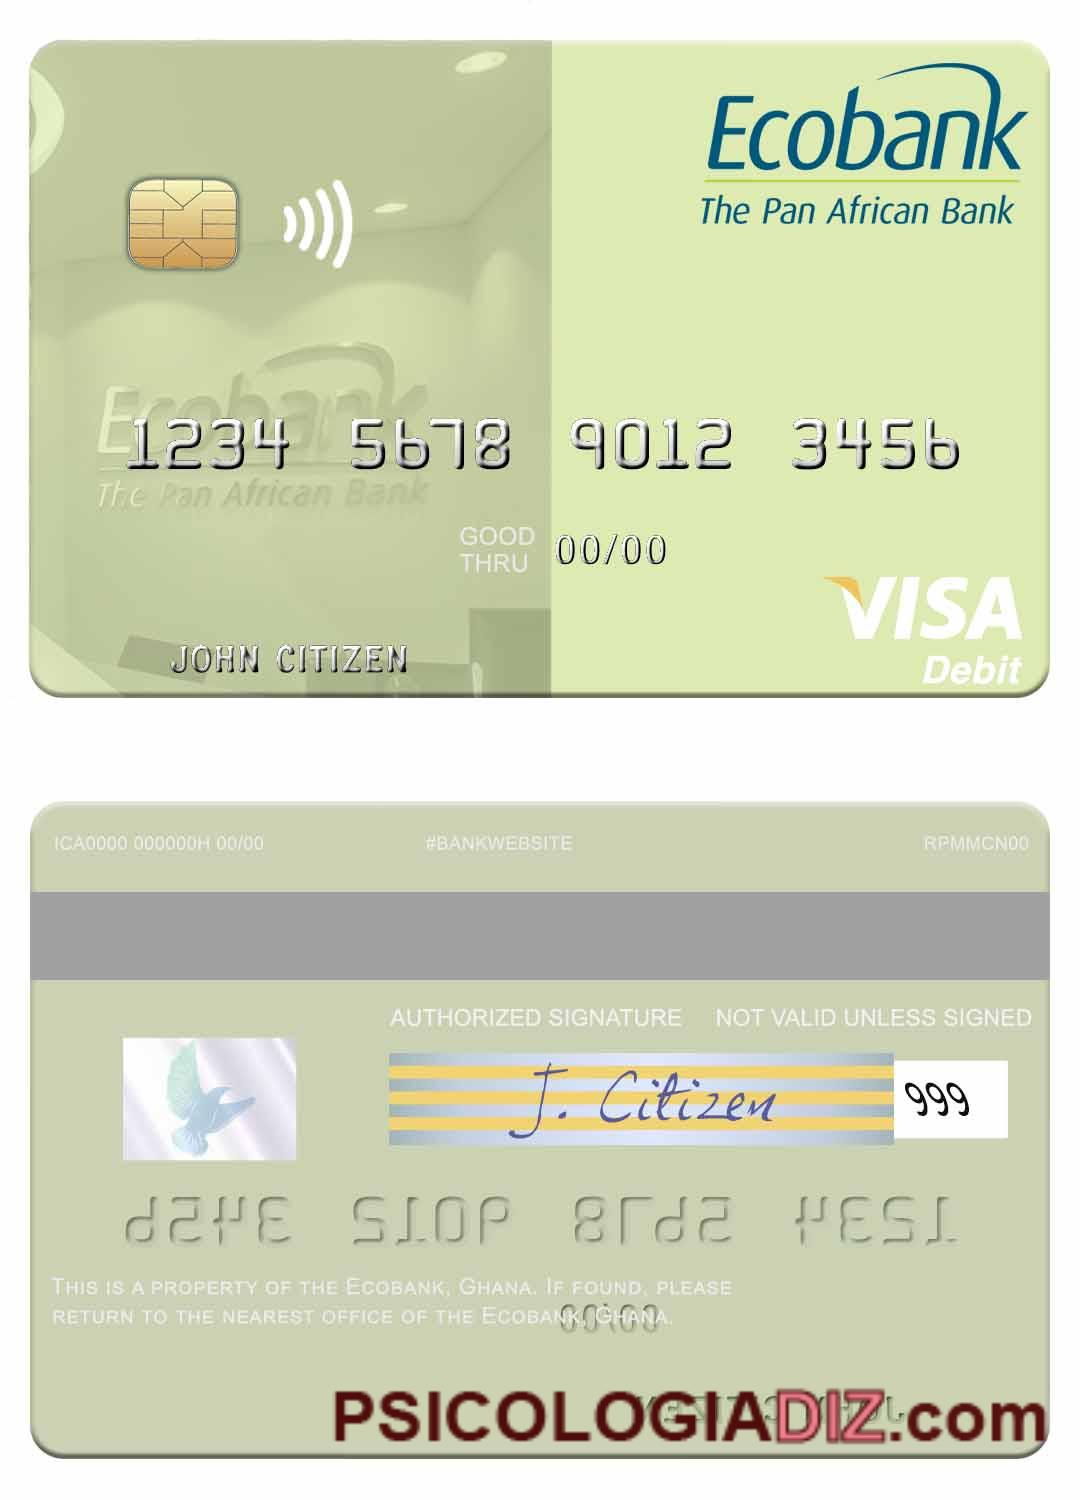 Ecobank
The Pan African Bank
Ecobank
1234 5678 9012 3456
The Pan African Bank
GOOD
THRU 00/00
VISA
JOHN CITIZEN
Debit
ICA0000 000000H 00/00 #BANKWEBSITE RPMMCN00
AUTHORIZED SIGNATURE NOT VALID UNLESS SIGNED
J. Citizen 999
THIS IS A PROPERTY OF THE ECOBANK, GHANA. IF FOUND, PLEASE
RETURN TO THE NEAREST OFFICE OF THE ECOBANK, GHANA.
PSICOLOGIADIZ.com